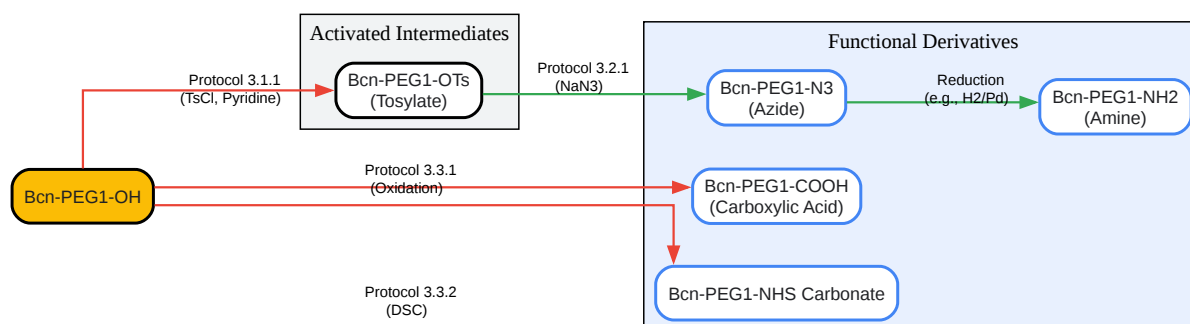 Activated Intermediates
Functional Derivatives
Protocol 3.1.1
(TsCl, Pyridine)
Bcn-PEG1-OTs
(Tosylate)
Protocol 3.2.1
(NaN3)
Bcn-PEG1-N3
(Azide)
Reduction
(e.g., H2/Pd)
Bcn-PEG1-NH2
(Amine)
Bcn-PEG1-OH
Protocol 3.3.1
(Oxidation)
Bcn-PEG1-COOH
(Carboxylic Acid)
Protocol 3.3.2
(DSC)
Bcn-PEG1-NHS Carbonate